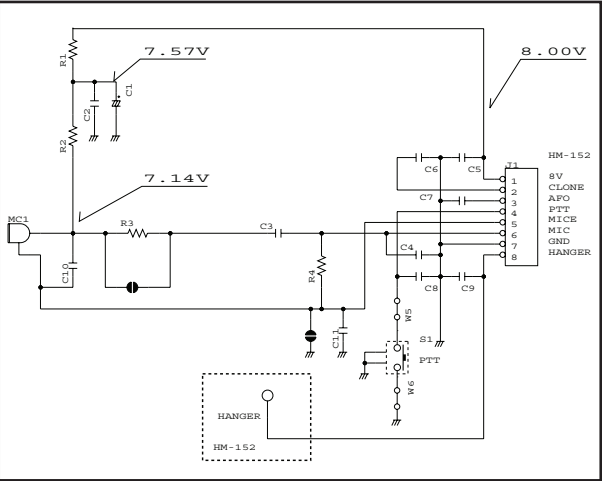 7.57V
8.00V
R1
C1
C2
R2
HM-152
J1
C6
C5
1
8V
2
CLONE
C7
3
AFO
4
PTT
7.14V
5
MICE
MC1
R3
C3
6
MIC
7
GND
C4
8
HANGER
C10
R4
C8
C9
W5
C11
S1
PTT
W6
HANGER
HM-152